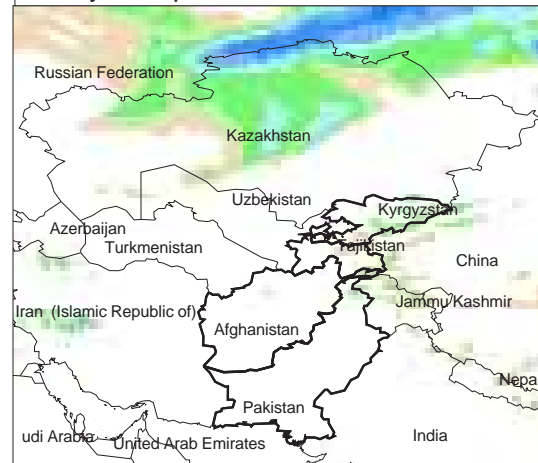 Russian Federation
Kazakhstan
Uzbekistan
Kyrgyzstan
Azerbaijan
Turkmenistan
Tajikistan
China
Iran (Islamic Republic of)
Jammu Kashmir
Afghanistan
Nepa
Pakistan
udi Arabia
United Arab Emirates
India